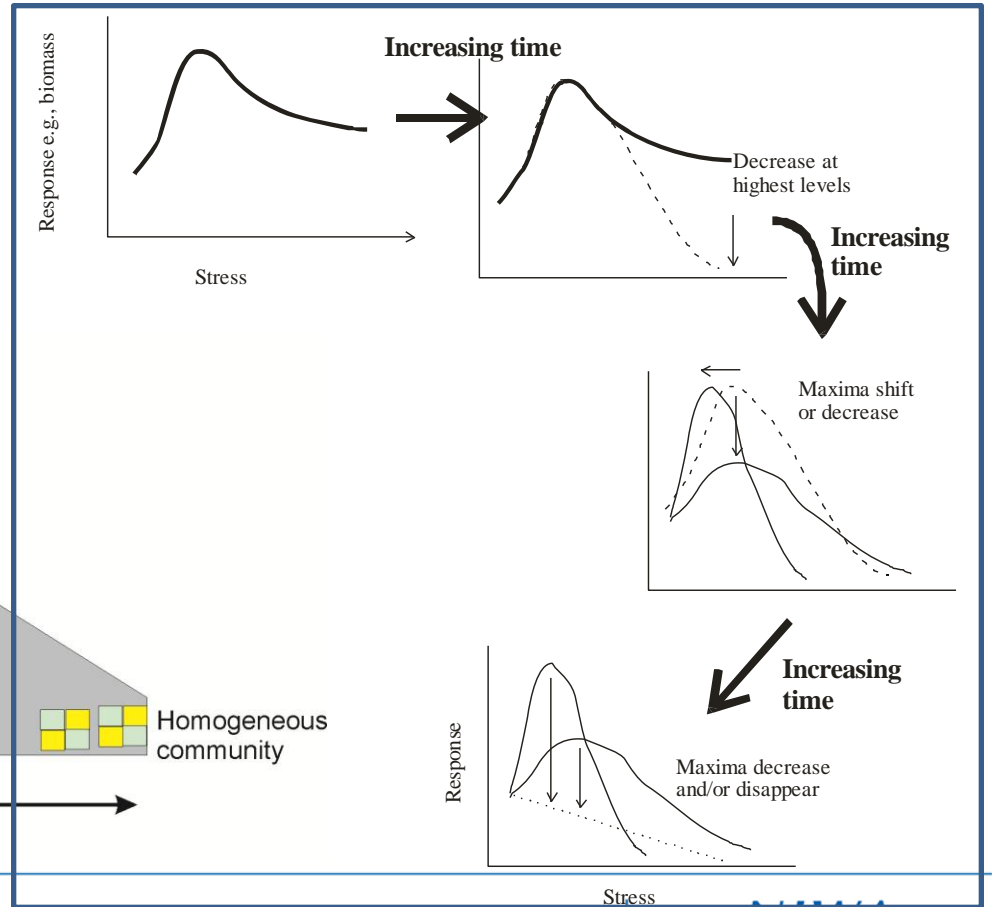 Response e.g., biomass
Stress
Increasing time
Decrease at
highest levels
Increasing
time
Maxima shift
or decrease
Increasing
time
Response
Maxima decrease
and/or disappear
Stress
Homogeneous
community